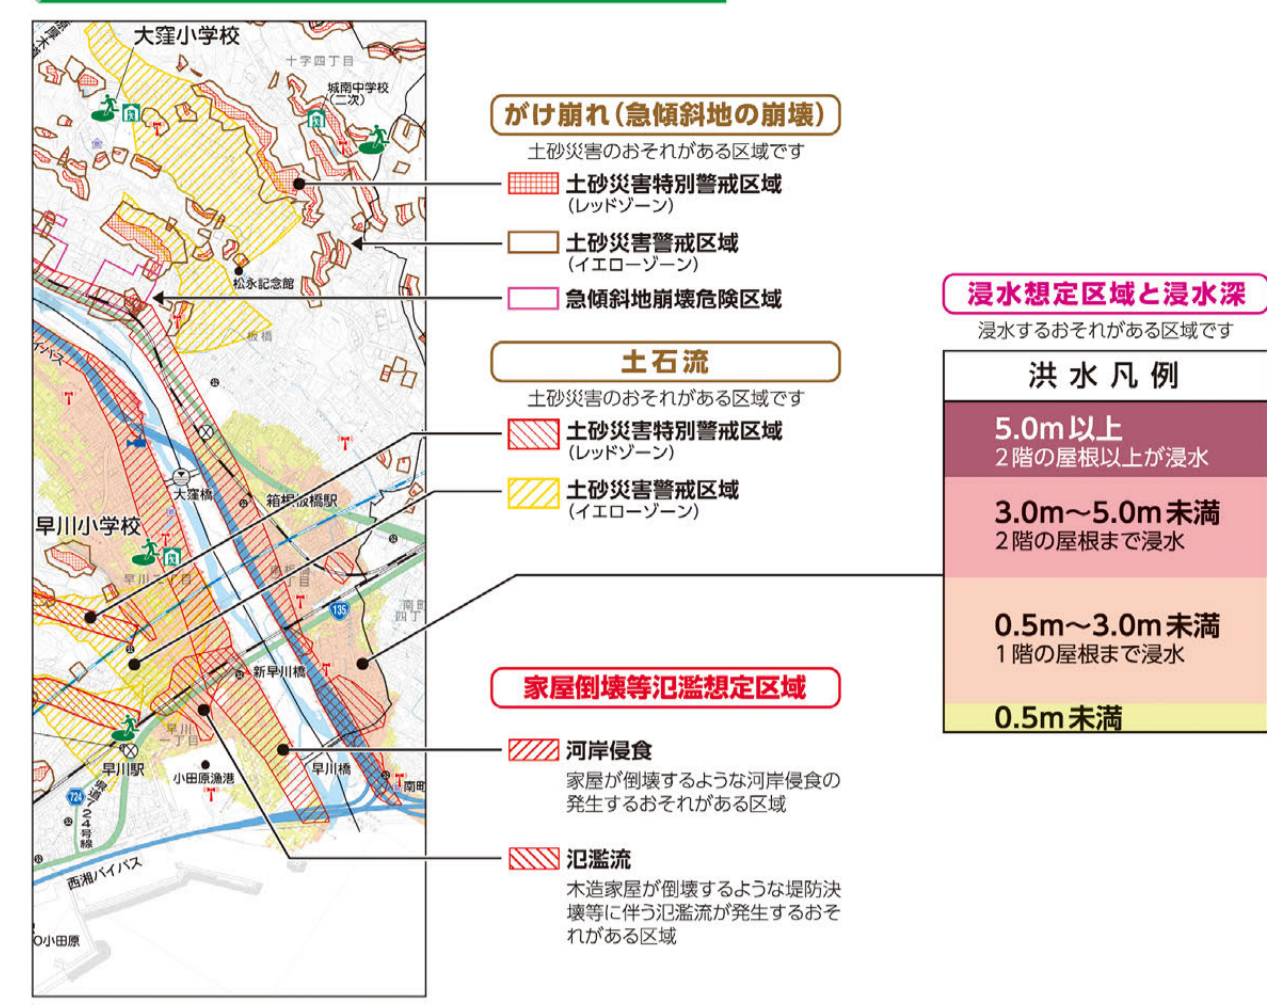 大窪小学校
十字四丁目
城南中学校
(二次)
松永記念館
板橋
大窪橋
箱根板橋駅
早川小学校
早川二丁目
135
南町
四丁
新早川橋
早川
一丁目
早川駅
小田原漁港
早川橋
南町
724
県道724号線
西湘バイパス
小田原
がけ崩れ(急傾斜地の崩壊)
土砂災害のおそれがある区域です
土砂災害特別警戒区域
(レッドゾーン)
土砂災害警戒区域
(イエローゾーン)
急傾斜地崩壊危険区域
土石流
土砂災害のおそれがある区域です
土砂災害特別警戒区域
(レッドゾーン)
土砂災害警戒区域
(イエローゾーン)
家屋倒壊等氾濫想定区域
河岸侵食
家屋が倒壊するような河岸侵食の
発生するおそれがある区域
氾濫流
木造家屋が倒壊するような堤防決
壊等に伴う氾濫流が発生するおそ
れがある区域
浸水想定区域と浸水深
浸水するおそれがある区域です
洪水凡例
5.0m以上
2階の屋根以上が浸水
3.0m～5.0m未満
2階の屋根まで浸水
0.5m～3.0m未満
1階の屋根まで浸水
0.5m未満